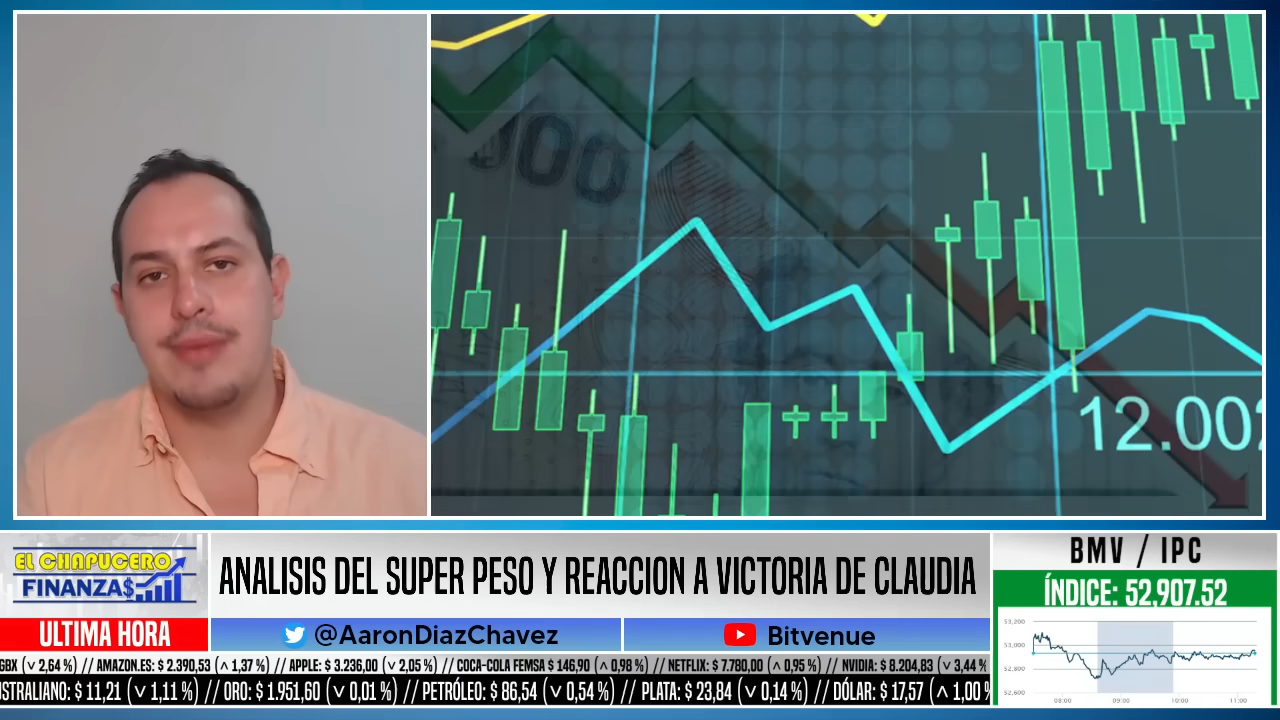 000
12.002
EL CHAPUCERO
FINANZA$
ANALISIS DEL SUPER PESO Y REACCION A VICTORIA DE CLAUDIA
BMV / IPC
ÍNDICE: 52,907.52
ULTIMA HORA
@AaronDiazChavez
Bitvenue
53,200
53,000
52,800
52,600
08:00 09:00 10:00 11:00
GBX (˅ 2,64 %) // AMAZON.ES: $ 2.390,53 (˄ 1,37 %) // APPLE: $ 3.236,00 (˅ 2,05 %) // COCA-COLA FEMSA $ 146,90 (˄ 0,98 %) // NETFLIX: $ 7.780,00 (˄ 0,95 %) // NVIDIA: $ 8.204,83 (˅ 3,44 %
USTRALIANO: $ 11,21 (˅ 1,11 %) // ORO: $ 1.951,60 (˅ 0,01 %) // PETRÓLEO: $ 86,54 (˅ 0,54 %) // PLATA: $ 23,84 (˅ 0,14 %) // DÓLAR: $ 17,57 (˄ 1,00 %